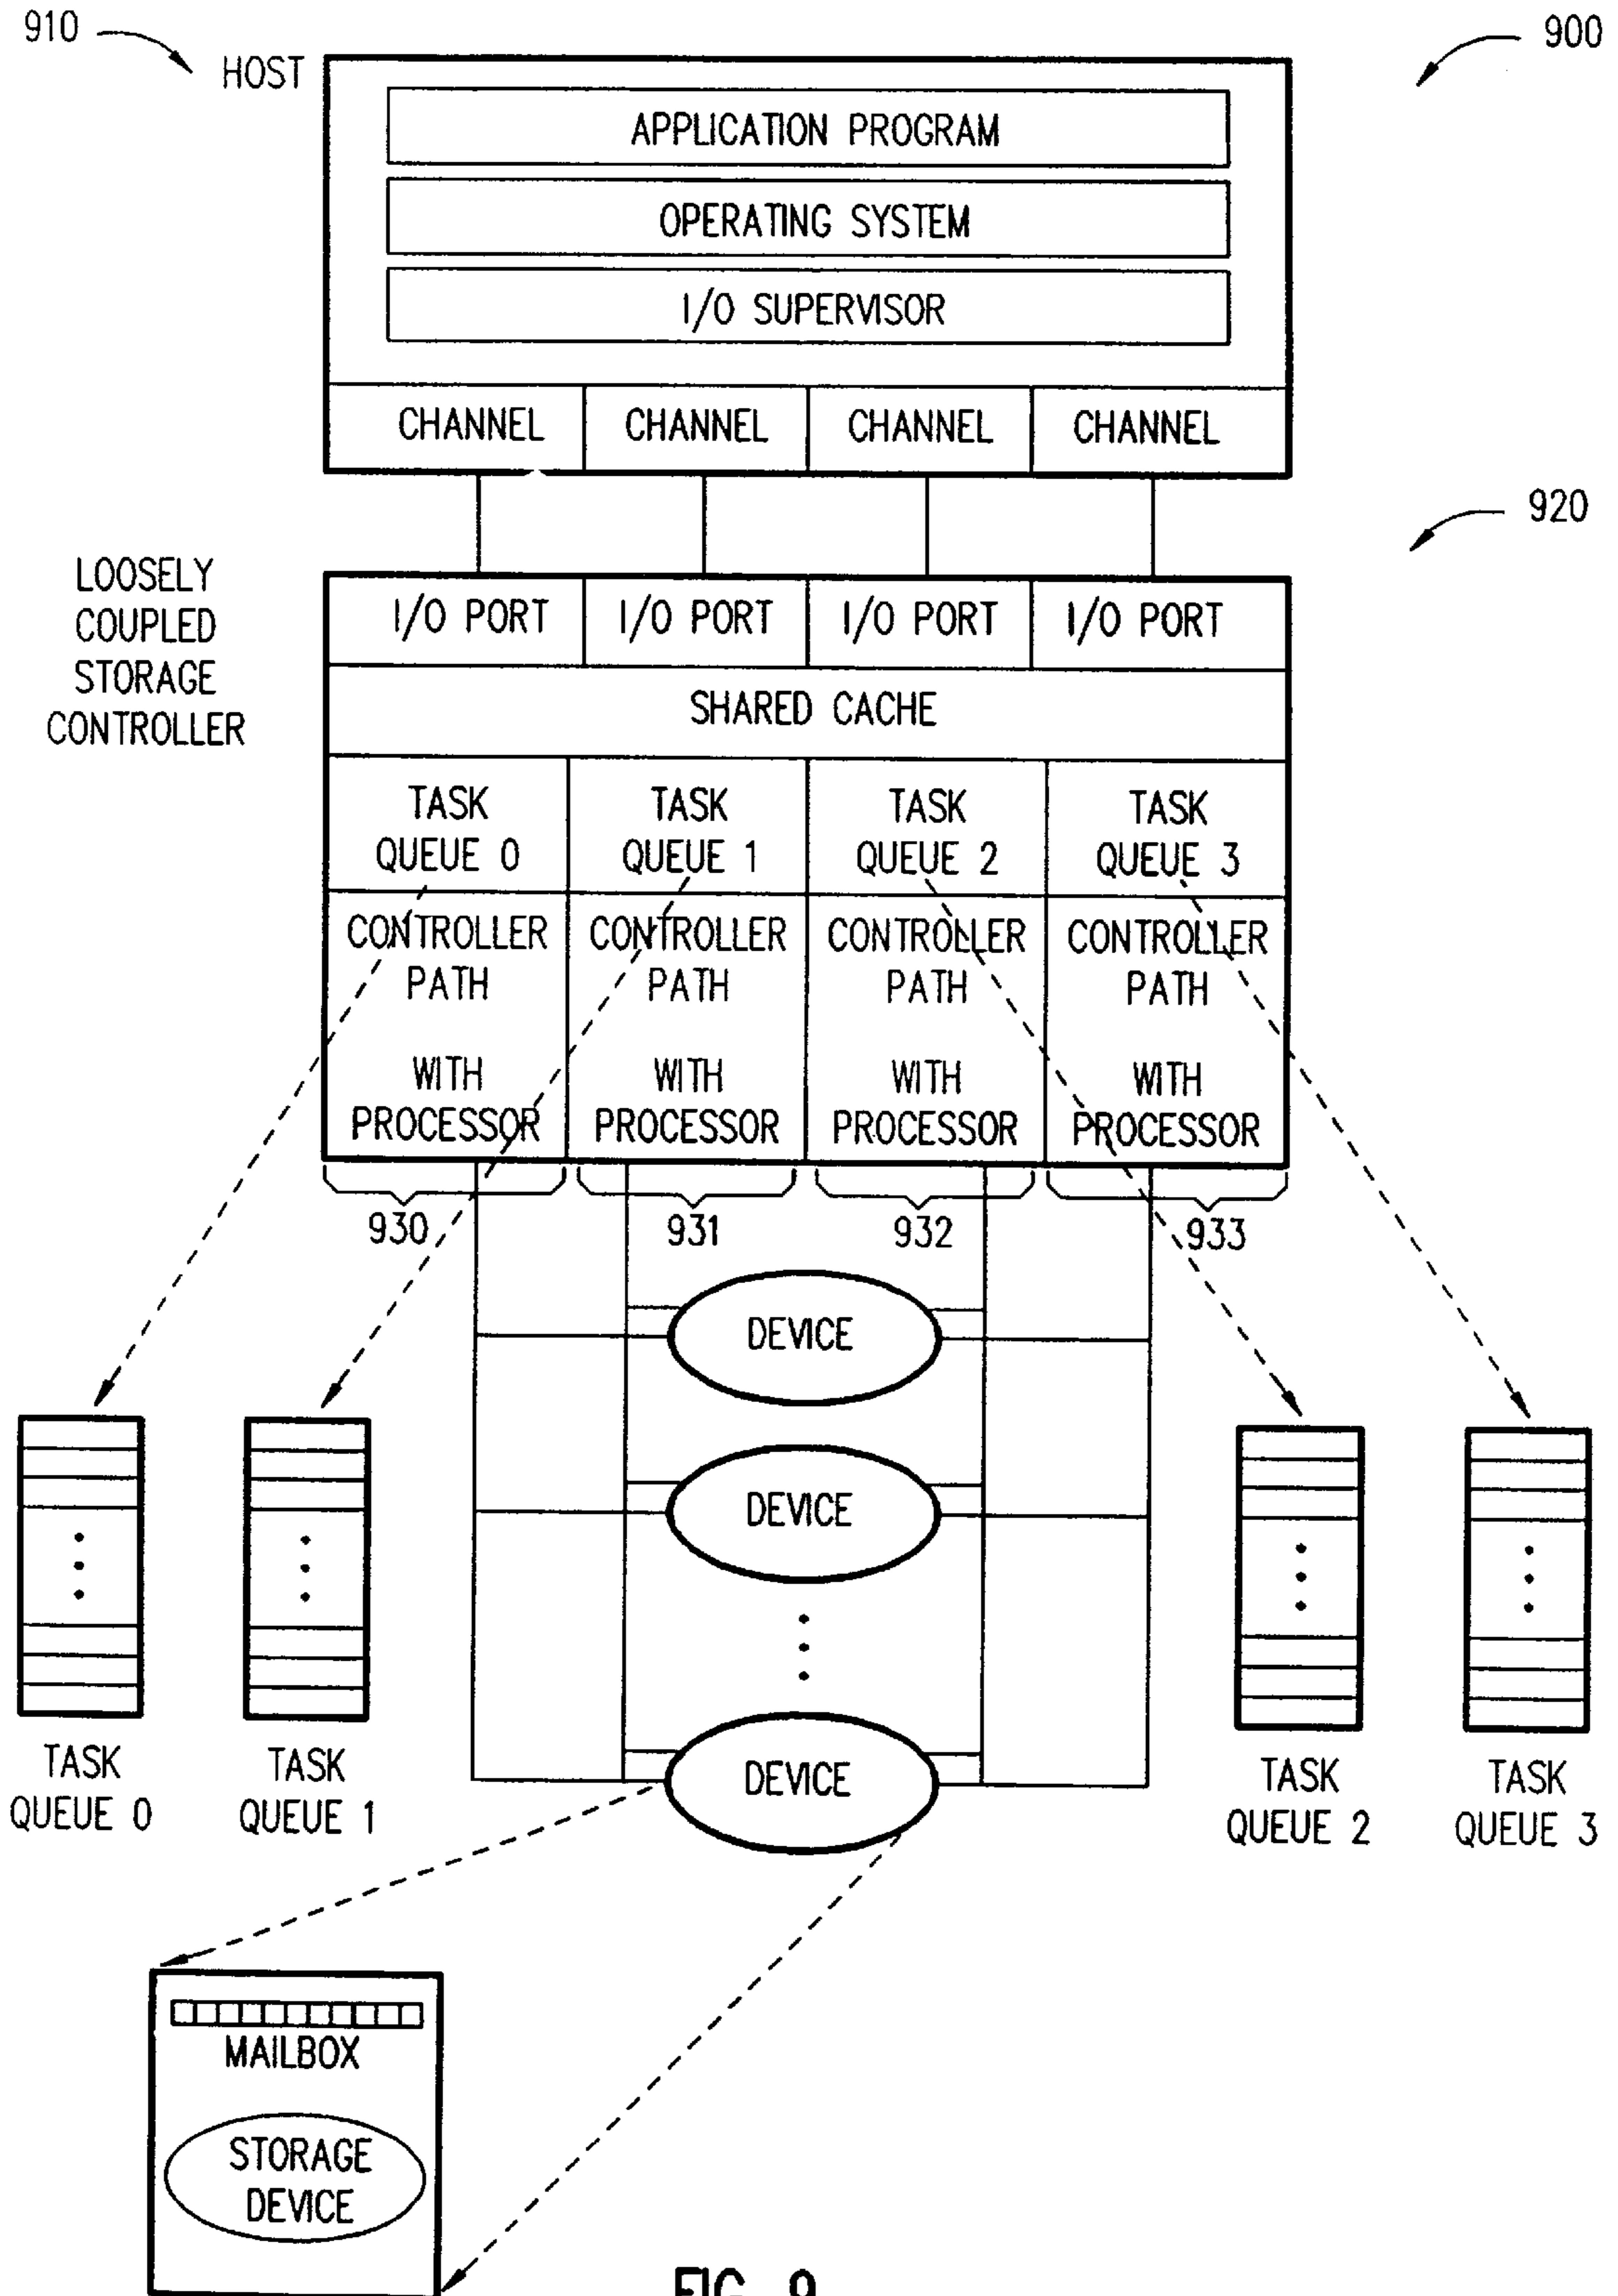 910
HOST
900
APPLICATION PROGRAM
OPERATING SYSTEM
I/O SUPERVISOR
CHANNEL CHANNEL CHANNEL CHANNEL
920
LOOSELY
COUPLED
STORAGE
CONTROLLER
I/O PORT I/O PORT I/O PORT I/O PORT
SHARED CACHE
TASK TASK TASK TASK
QUEUE 0 QUEUE 1 QUEUE 2 QUEUE 3
CONTROLLER CONTROLLER CONTROLLER CONTROLLER
PATH PATH PATH PATH
WITH WITH WITH WITH
PROCESSOR PROCESSOR PROCESSOR PROCESSOR
930 931 932 933
DEVICE
DEVICE
DEVICE
TASK TASK TASK TASK
QUEUE 0 QUEUE 1 QUEUE 2 QUEUE 3
MAILBOX
STORAGE
DEVICE
FIG. 9